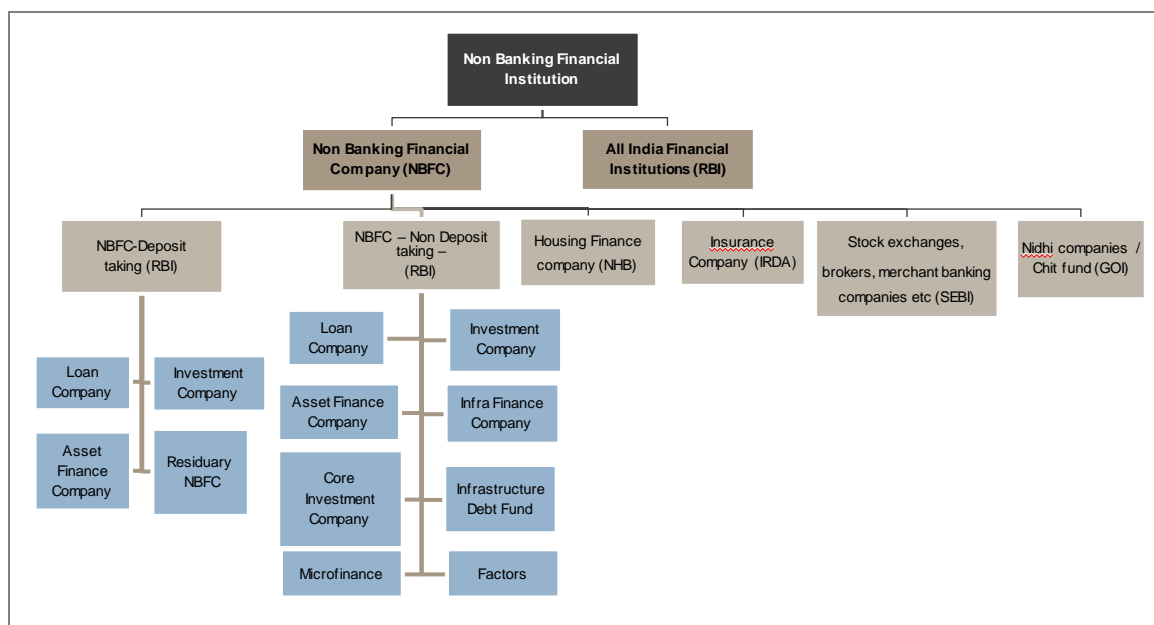 Non Banking Financial
Institution
Non Banking Financial
Company (NBFC)
All India Financial
Institutions (RBI)
NBFC-Deposit
taking (RBI)
NBFC – Non Deposit
taking –
(RBI)
Housing Finance
company (NHB)
Insurance
Company (IRDA)
Stock exchanges,
brokers, merchant banking
companies etc (SEBI)
Nidhi companies /
Chit fund (GOI)
Loan
Company
Investment
Company
Asset
Finance
Company
Residuary
NBFC
Loan
Company
Investment
Company
Asset Finance
Company
Infra Finance
Company
Core
Investment
Company
Infrastructure
Debt Fund
Microfinance
Factors